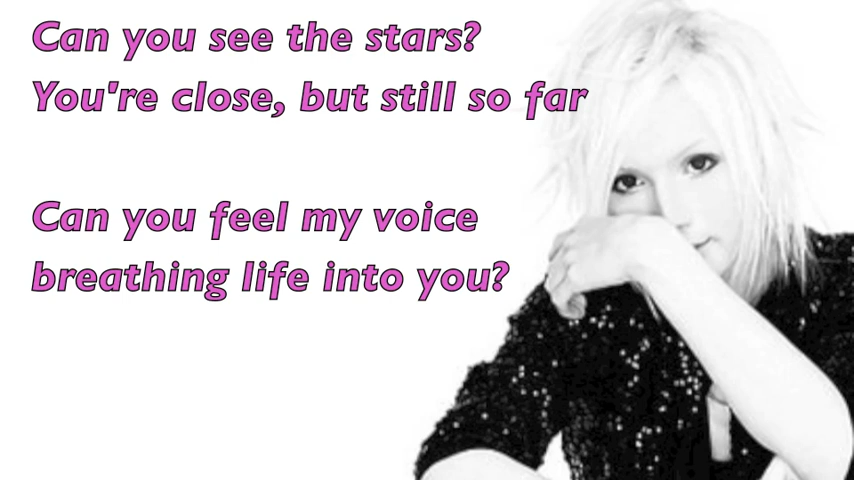 Can you see the stars?
You're close, but still so far
Can you feel my voice
breathing life into you?